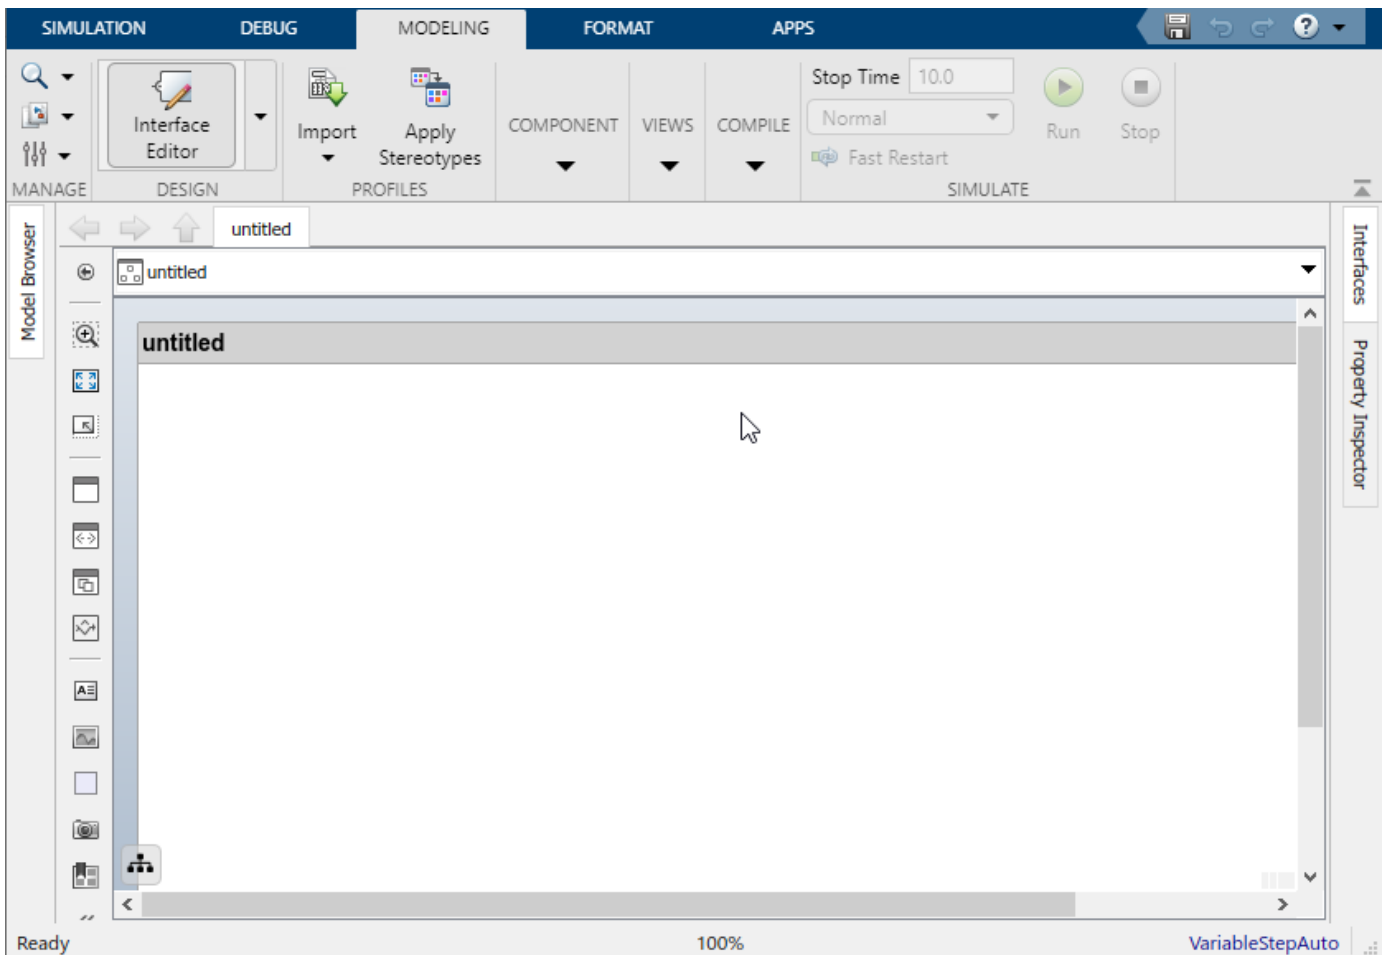 SIMULATION DEBUG MODELING FORMAT APPS
Stop Time 10.0
Interface Editor
Import
Apply Stereotypes
COMPONENT
VIEWS
COMPILE
Normal
Fast Restart
Run
Stop
MANAGE DESIGN PROFILES SIMULATE
Model Browser
untitled
untitled
untitled
Interfaces
Property Inspector
Ready 100% VariableStepAuto